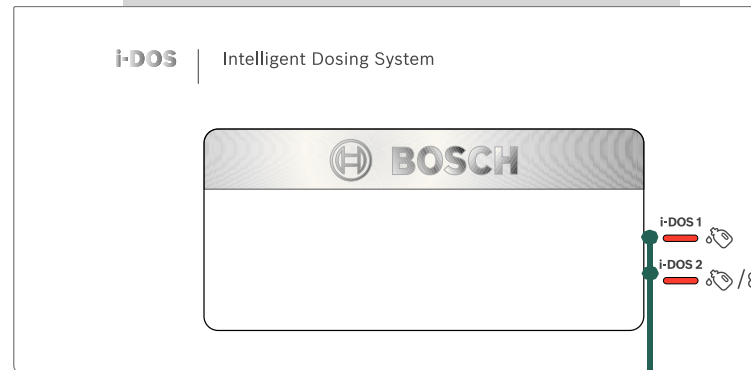 i-DOS
Intelligent Dosing System
BOSCH
i-DOS 1
i-DOS 2
/